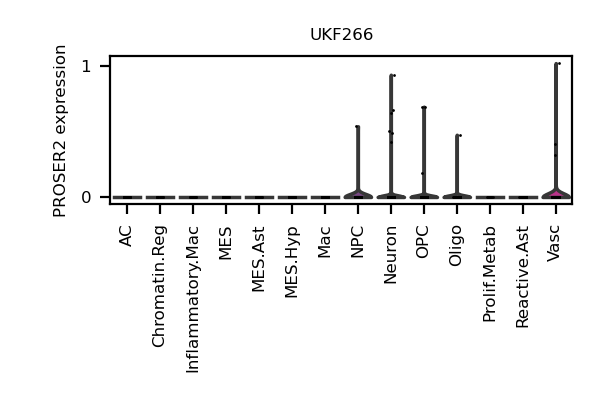 UKF266
PROSER2 expression
1
0
AC
Chromatin.Reg
Inflammatory.Mac
MES
MES.Ast
MES.Hyp
Mac
NPC
Neuron
OPC
Oligo
Prolif.Metab
Reactive.Ast
Vasc